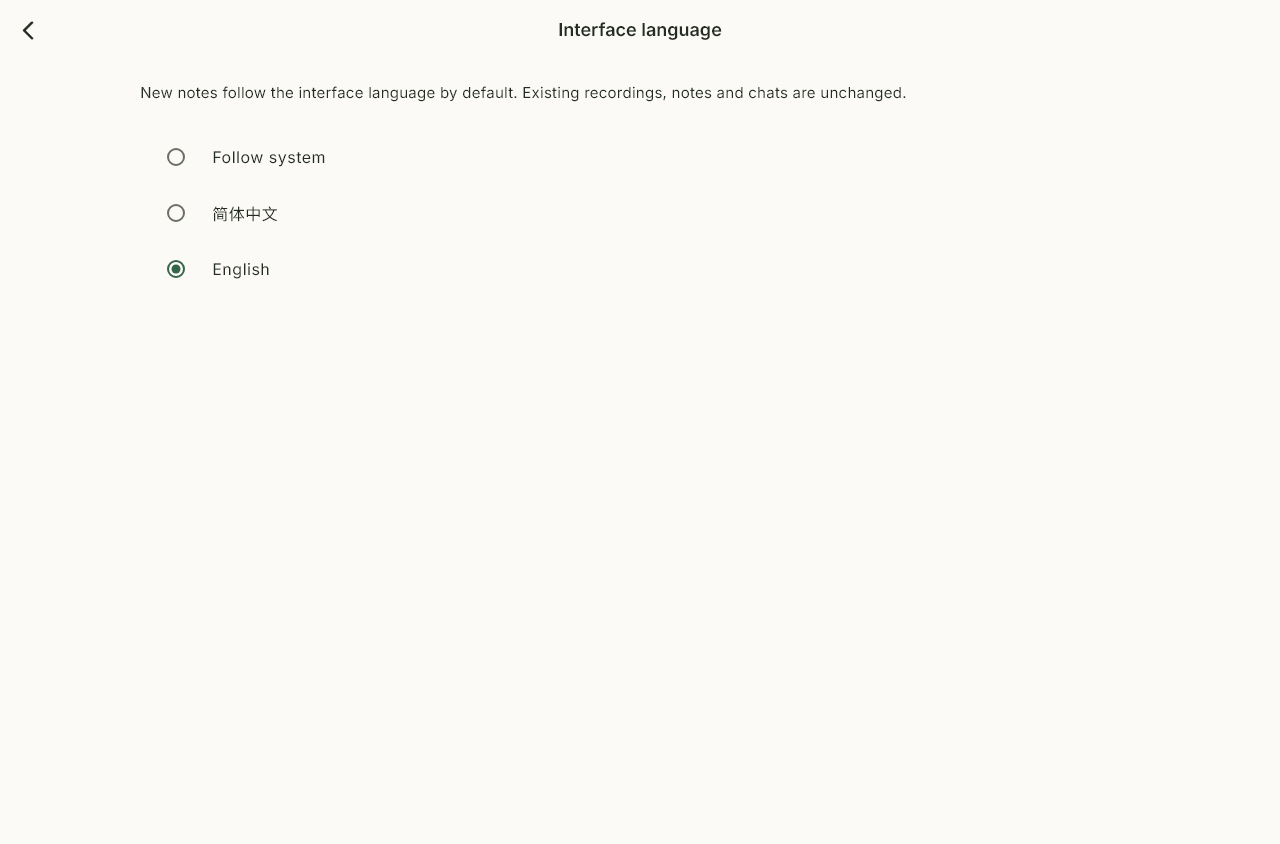 Interface language
New notes follow the interface language by default. Existing recordings, notes and chats are unchanged.
Follow system
简体中文
English